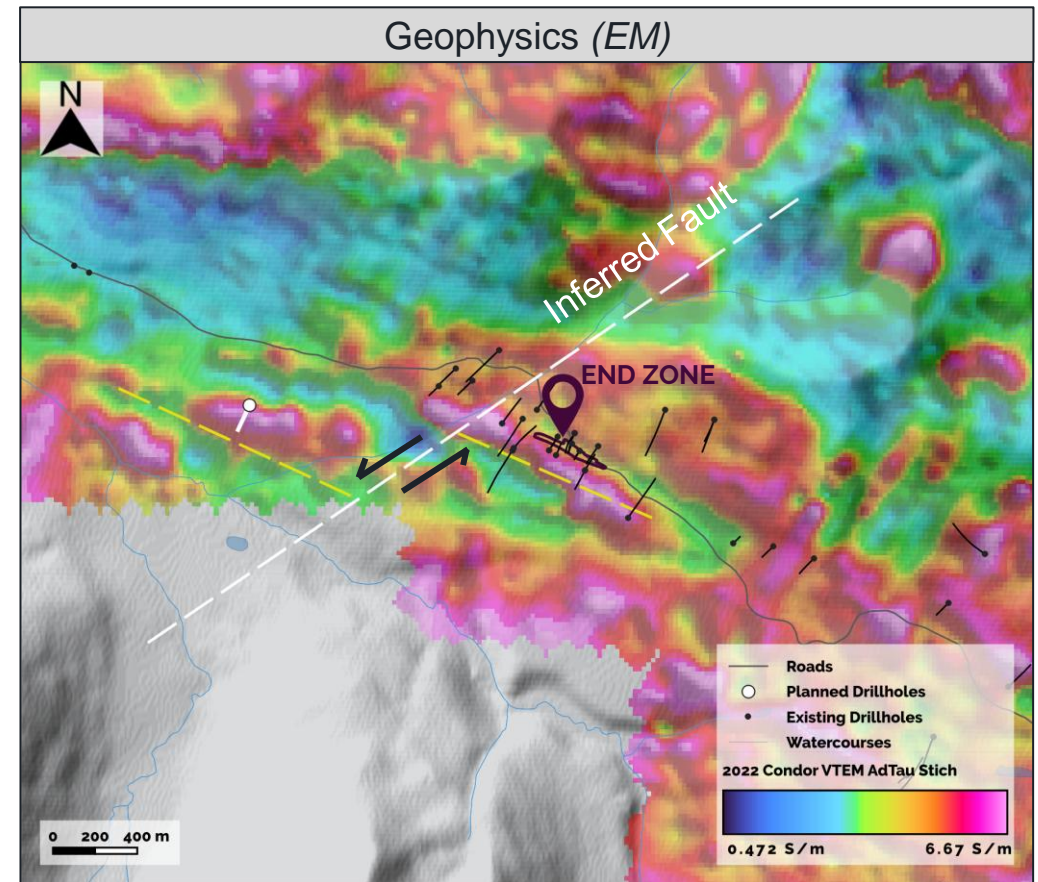 Geophysics (EM)
N
Inferred Fault
END ZONE
Roads
Planned Drillholes
Existing Drillholes
Watercourses
2022 Condor VTEM AdTau Stich
0.472 S/m 6.67 S/m
0 200 400 m